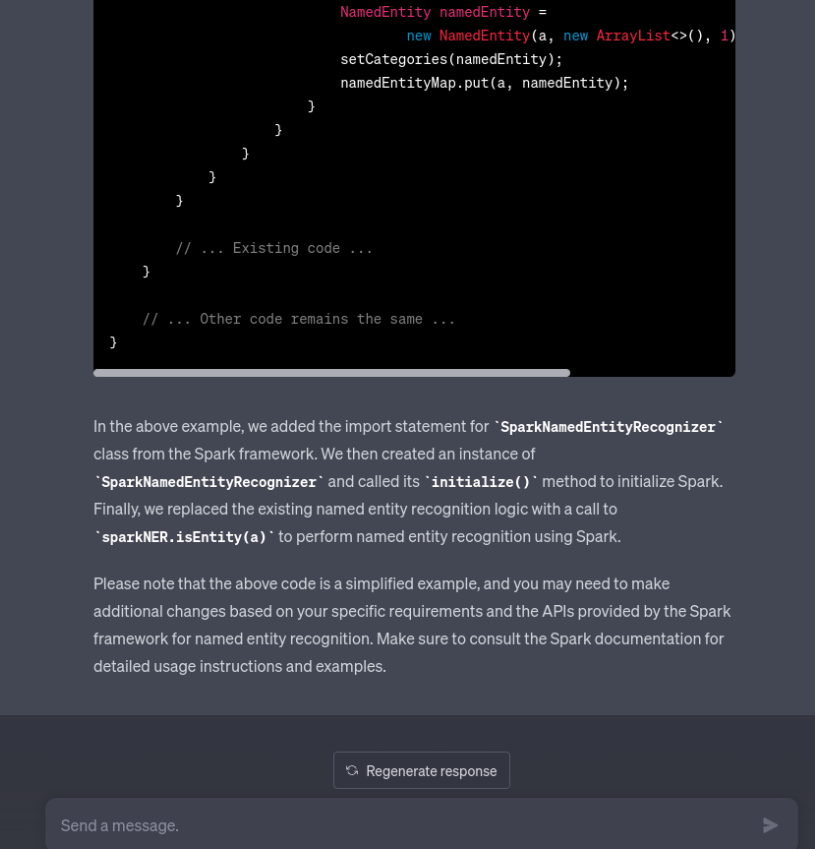 NamedEntity namedEntity =
new NamedEntity(a, new ArrayList<>(), 1)
setCategories(namedEntity);
namedEntityMap.put(a, namedEntity);
}
}
}
}
}
// ... Existing code ...
}
// ... Other code remains the same ...
}
In the above example, we added the import statement for `SparkNamedEntityRecognizer`
class from the Spark framework. We then created an instance of
`SparkNamedEntityRecognizer` and called its `initialize()` method to initialize Spark.
Finally, we replaced the existing named entity recognition logic with a call to
`sparkNER.isEntity(a)` to perform named entity recognition using Spark.
Please note that the above code is a simplified example, and you may need to make
additional changes based on your specific requirements and the APIs provided by the Spark
framework for named entity recognition. Make sure to consult the Spark documentation for
detailed usage instructions and examples.
Regenerate response
Send a message.